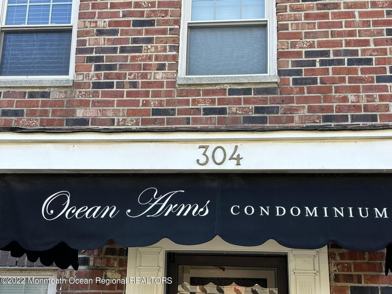 304
Ocean Arms CONDOMINIUM
©2022 Monmouth Ocean Regional REALTORS